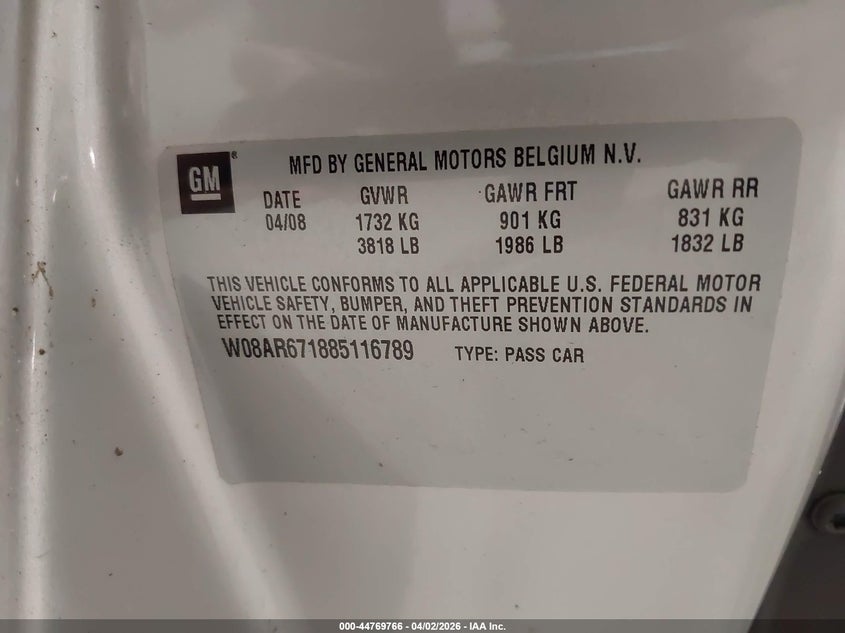 GM
®
MFD BY GENERAL MOTORS BELGIUM N.V.
DATE GVWR GAWR FRT GAWR RR
04/08 1732 KG 901 KG 831 KG
3818 LB 1986 LB 1832 LB
THIS VEHICLE CONFORMS TO ALL APPLICABLE U.S. FEDERAL MOTOR
VEHICLE SAFETY, BUMPER, AND THEFT PREVENTION STANDARDS IN
EFFECT ON THE DATE OF MANUFACTURE SHOWN ABOVE.
W08AR671885116789 TYPE: PASS CAR
000-44769766 - 04/02/2026 - IAA Inc.